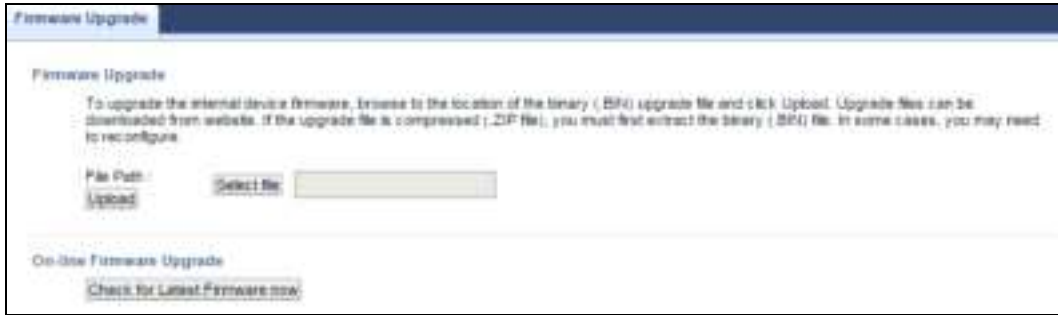 Firmware Upgrade
Firmware Upgrade
To upgrade the internal device firmware, browse to the location of the binary (.BIN) upgrade file and click Upload. Upgrade files can be
downloaded from website. If the upgrade file is compressed (.ZIP file), you must first extract the binary (.BIN) file. In some cases, you may need
to reconfigure
File Path :
Select file
Upload
On-line Firmware Upgrade
Check for Latest Firmware now